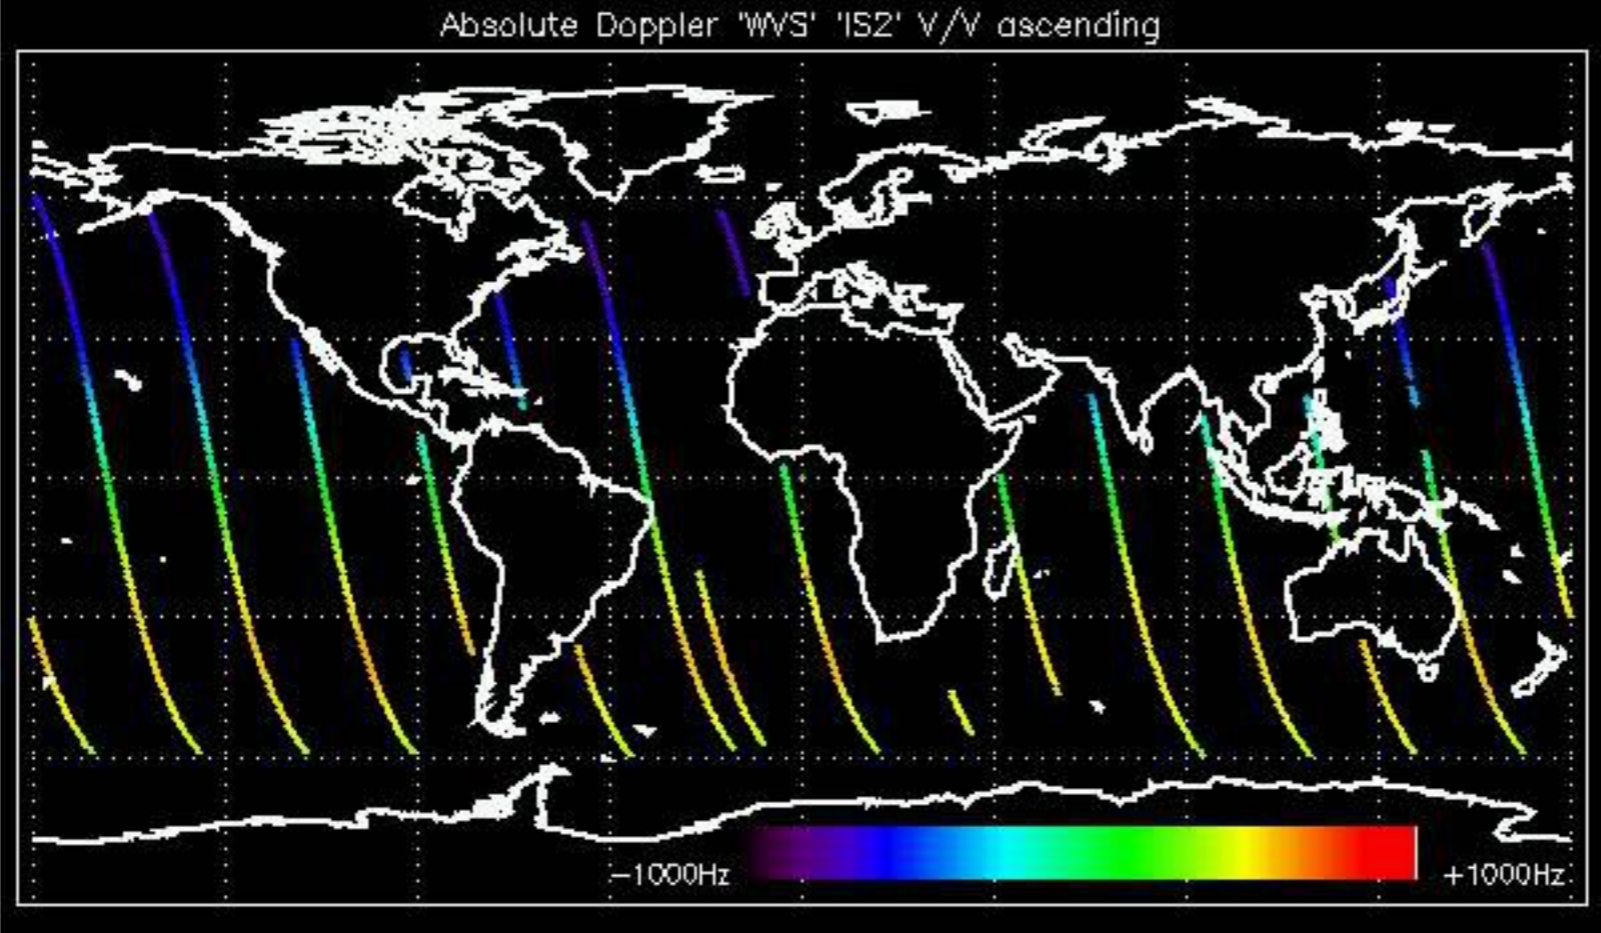 Absolute Doppler 'WVS' 'IS2' V/V ascending
-1000Hz +1000Hz